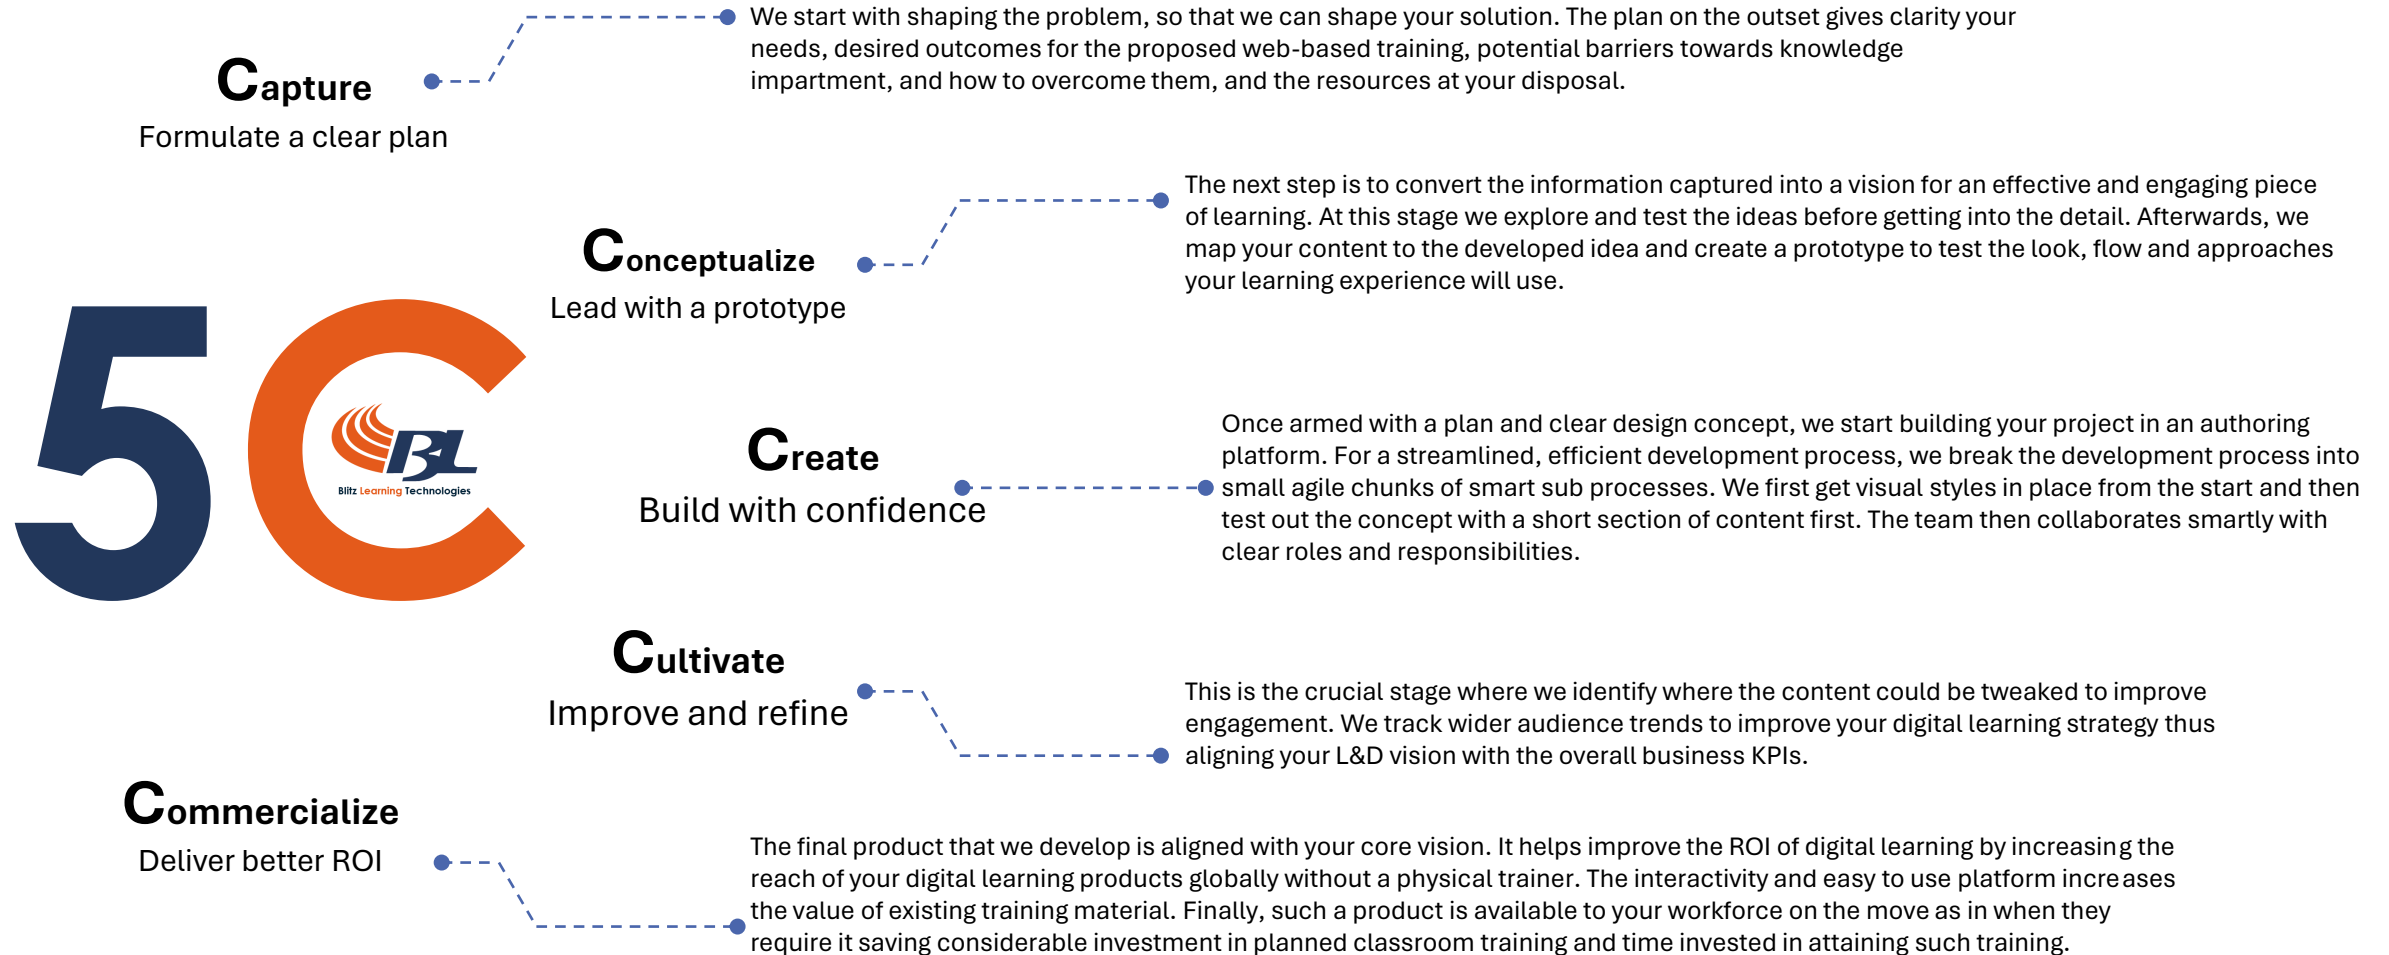 Capture
Formulate a clear plan
We start with shaping the problem, so that we can shape your solution. The plan on the outset gives clarity your
needs, desired outcomes for the proposed web-based training, potential barriers towards knowledge
impartment, and how to overcome them, and the resources at your disposal.
Conceptualize
Lead with a prototype
The next step is to convert the information captured into a vision for an effective and engaging piece
of learning. At this stage we explore and test the ideas before getting into the detail. Afterwards, we
map your content to the developed idea and create a prototype to test the look, flow and approaches
your learning experience will use.
5C
BL
Blitz Learning Technologies
Create
Build with confidence
Once armed with a plan and clear design concept, we start building your project in an authoring
platform. For a streamlined, efficient development process, we break the development process into
small agile chunks of smart sub processes. We first get visual styles in place from the start and then
test out the concept with a short section of content first. The team then collaborates smartly with
clear roles and responsibilities.
Cultivate
Improve and refine
This is the crucial stage where we identify where the content could be tweaked to improve
engagement. We track wider audience trends to improve your digital learning strategy thus
aligning your L&D vision with the overall business KPIs.
Commercialize
Deliver better ROI
The final product that we develop is aligned with your core vision. It helps improve the ROI of digital learning by increasing the
reach of your digital learning products globally without a physical trainer. The interactivity and easy to use platform increases
the value of existing training material. Finally, such a product is available to your workforce on the move as in when they
require it saving considerable investment in planned classroom training and time invested in attaining such training.